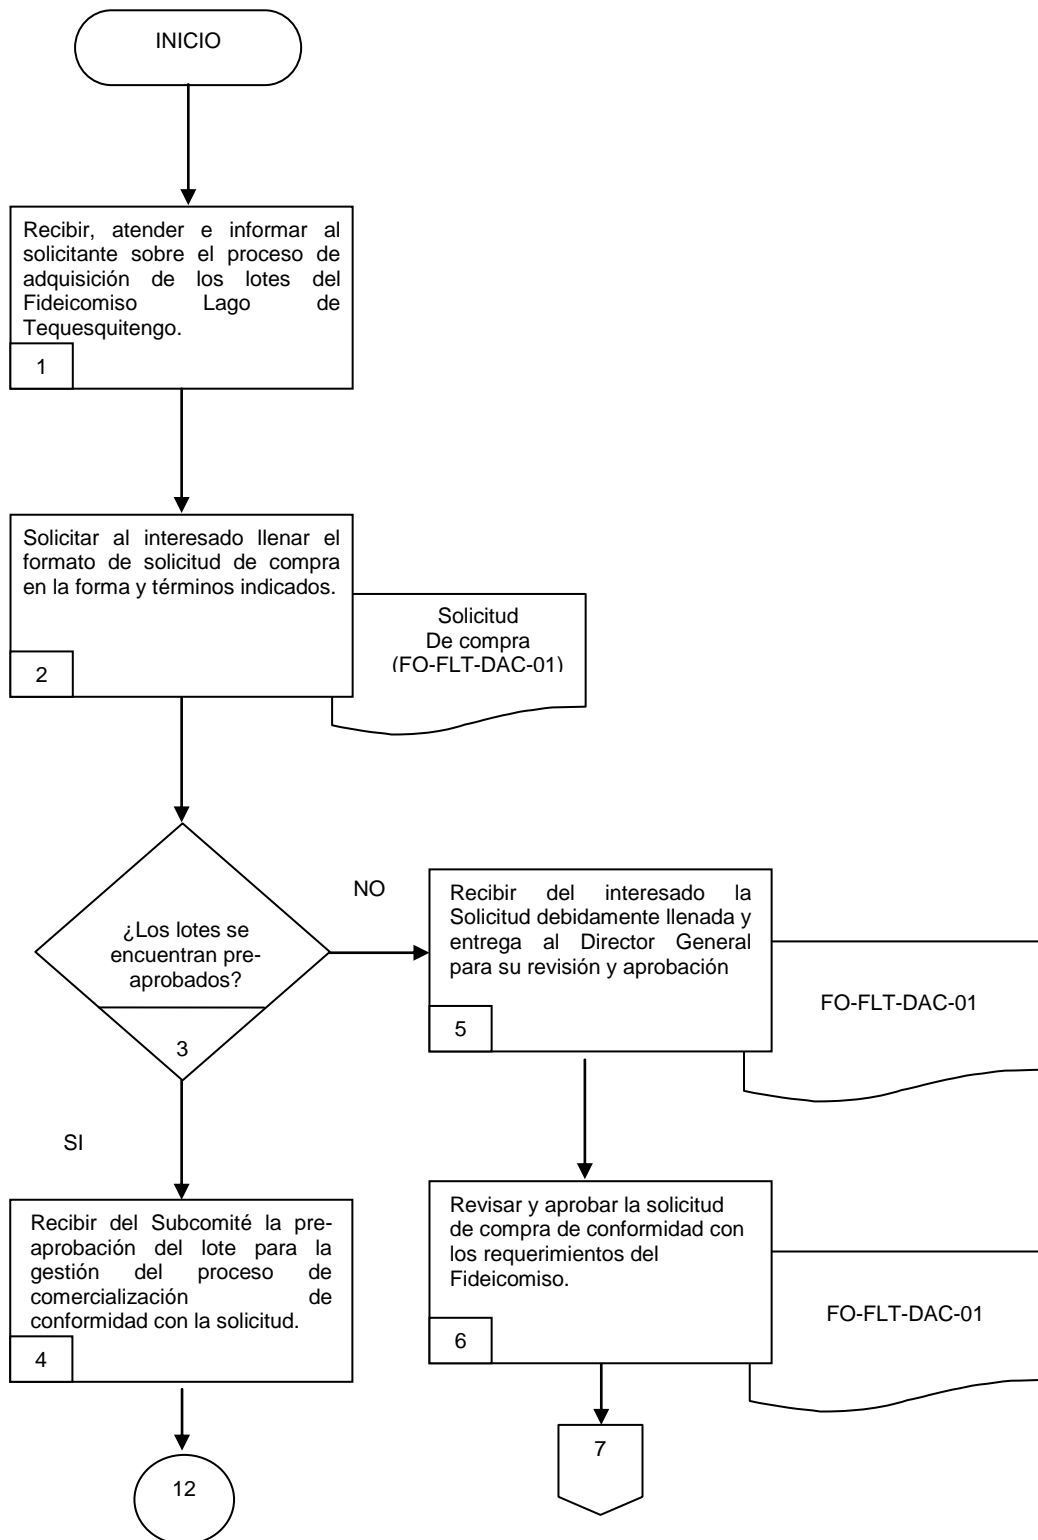 INICIO
Recibir, atender e informar al
solicitante sobre el proceso de
adquisición de los lotes del
Fideicomiso Lago de
Tequesquitengo.
1
Solicitar al interesado llenar el
formato de solicitud de compra
en la forma y términos indicados.
2
Solicitud
De compra
(FO-FLT-DAC-01)
¿Los lotes se
encuentran pre-
aprobados?
3
NO
Recibir del interesado la
Solicitud debidamente llenada y
entrega al Director General
para su revisión y aprobación
5
FO-FLT-DAC-01
SI
Recibir del Subcomité la pre-
aprobación del lote para la
gestión del proceso de
comercialización de
conformidad con la solicitud.
4
Revisar y aprobar la solicitud
de compra de conformidad con
los requerimientos del
Fideicomiso.
6
FO-FLT-DAC-01
12
7